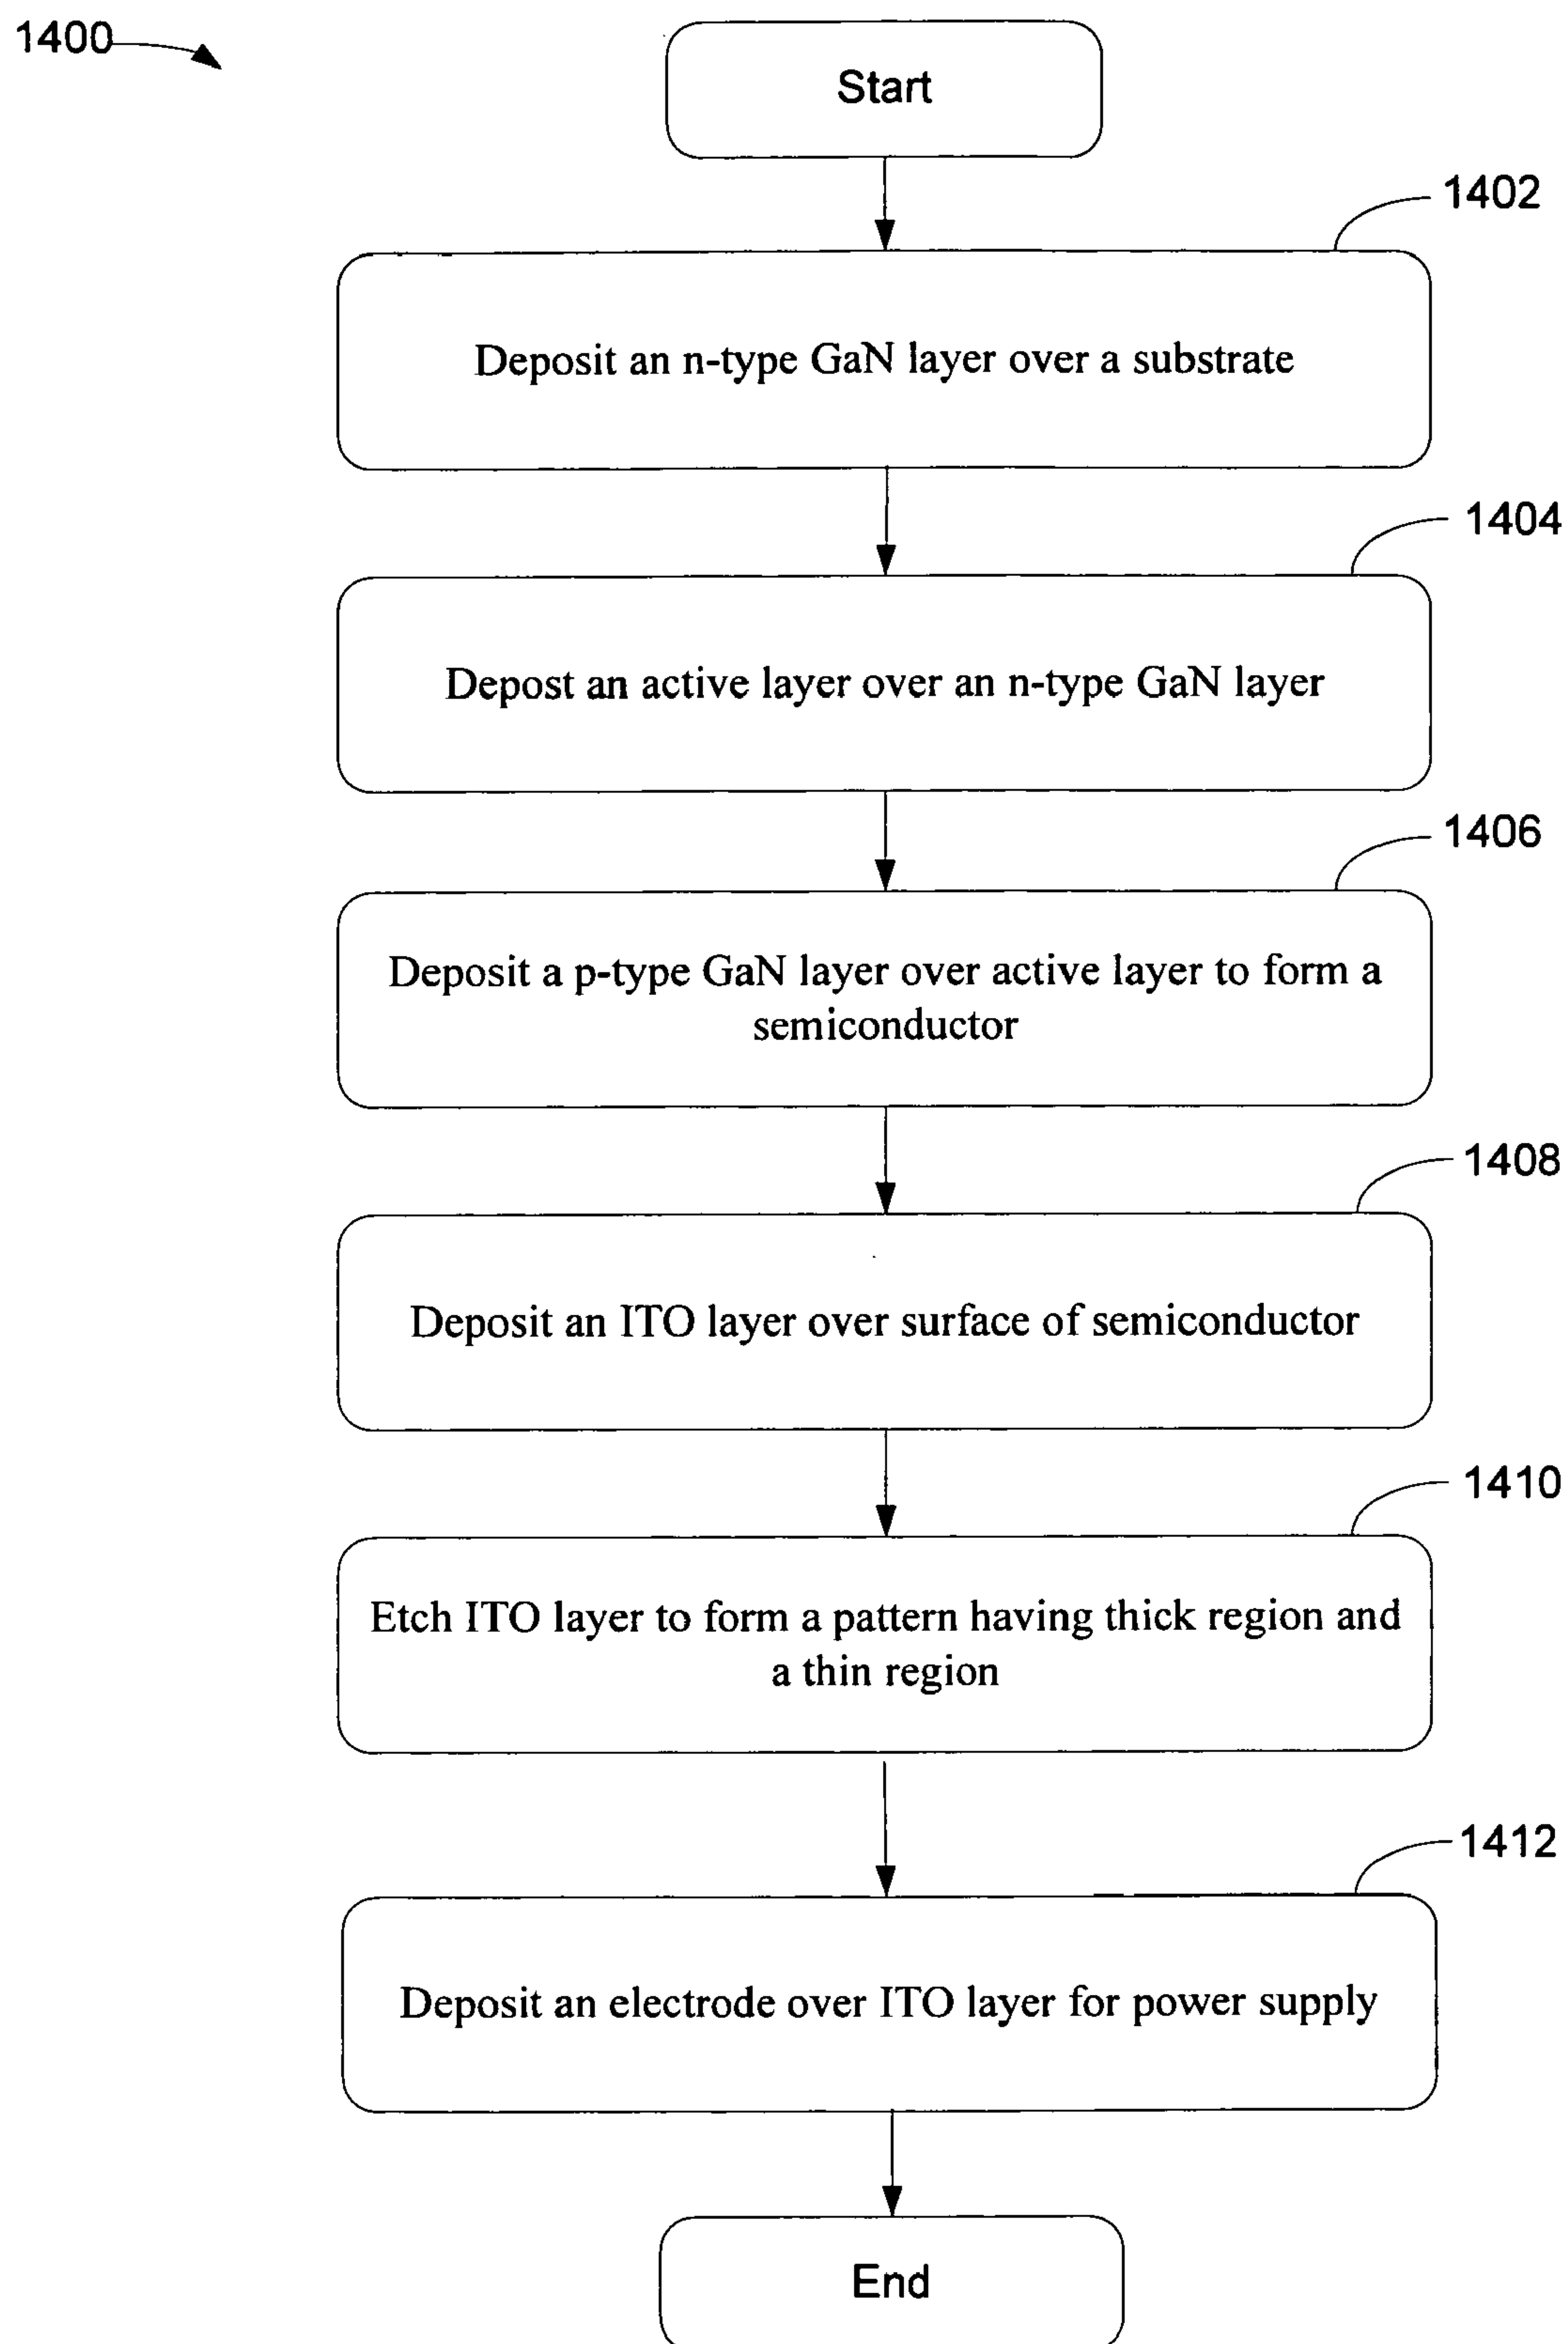 1400
Start
1402
Deposit an n-type GaN layer over a substrate
1404
Depost an active layer over an n-type GaN layer
1406
Deposit a p-type GaN layer over active layer to form a
semiconductor
1408
Deposit an ITO layer over surface of semiconductor
1410
Etch ITO layer to form a pattern having thick region and
a thin region
1412
Deposit an electrode over ITO layer for power supply
End